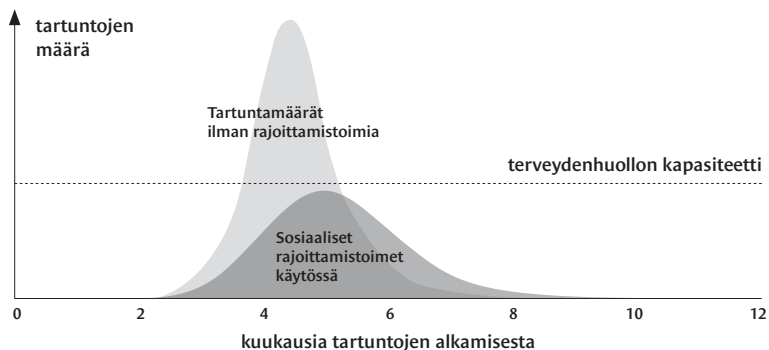 tartuntojen
määrä
Tartuntamäärät
ilman rajoittamistoimia
terveydenhuollon kapasiteetti
Sosiaaliset
rajoittamistoimet
käytössä
0 2 4 6 8 10 12
kuukausia tartuntojen alkamisesta